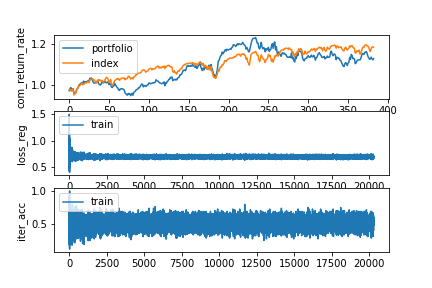 com_return_rate
1.2
1.0
portfolio
index
0 50 100 150 200 250 300 350 400
loss_reg
1.5
1.0
0.5
train
0 2500 5000 7500 10000 12500 15000 17500 20000
iter_acc
1.0
0.5
train
0 2500 5000 7500 10000 12500 15000 17500 20000